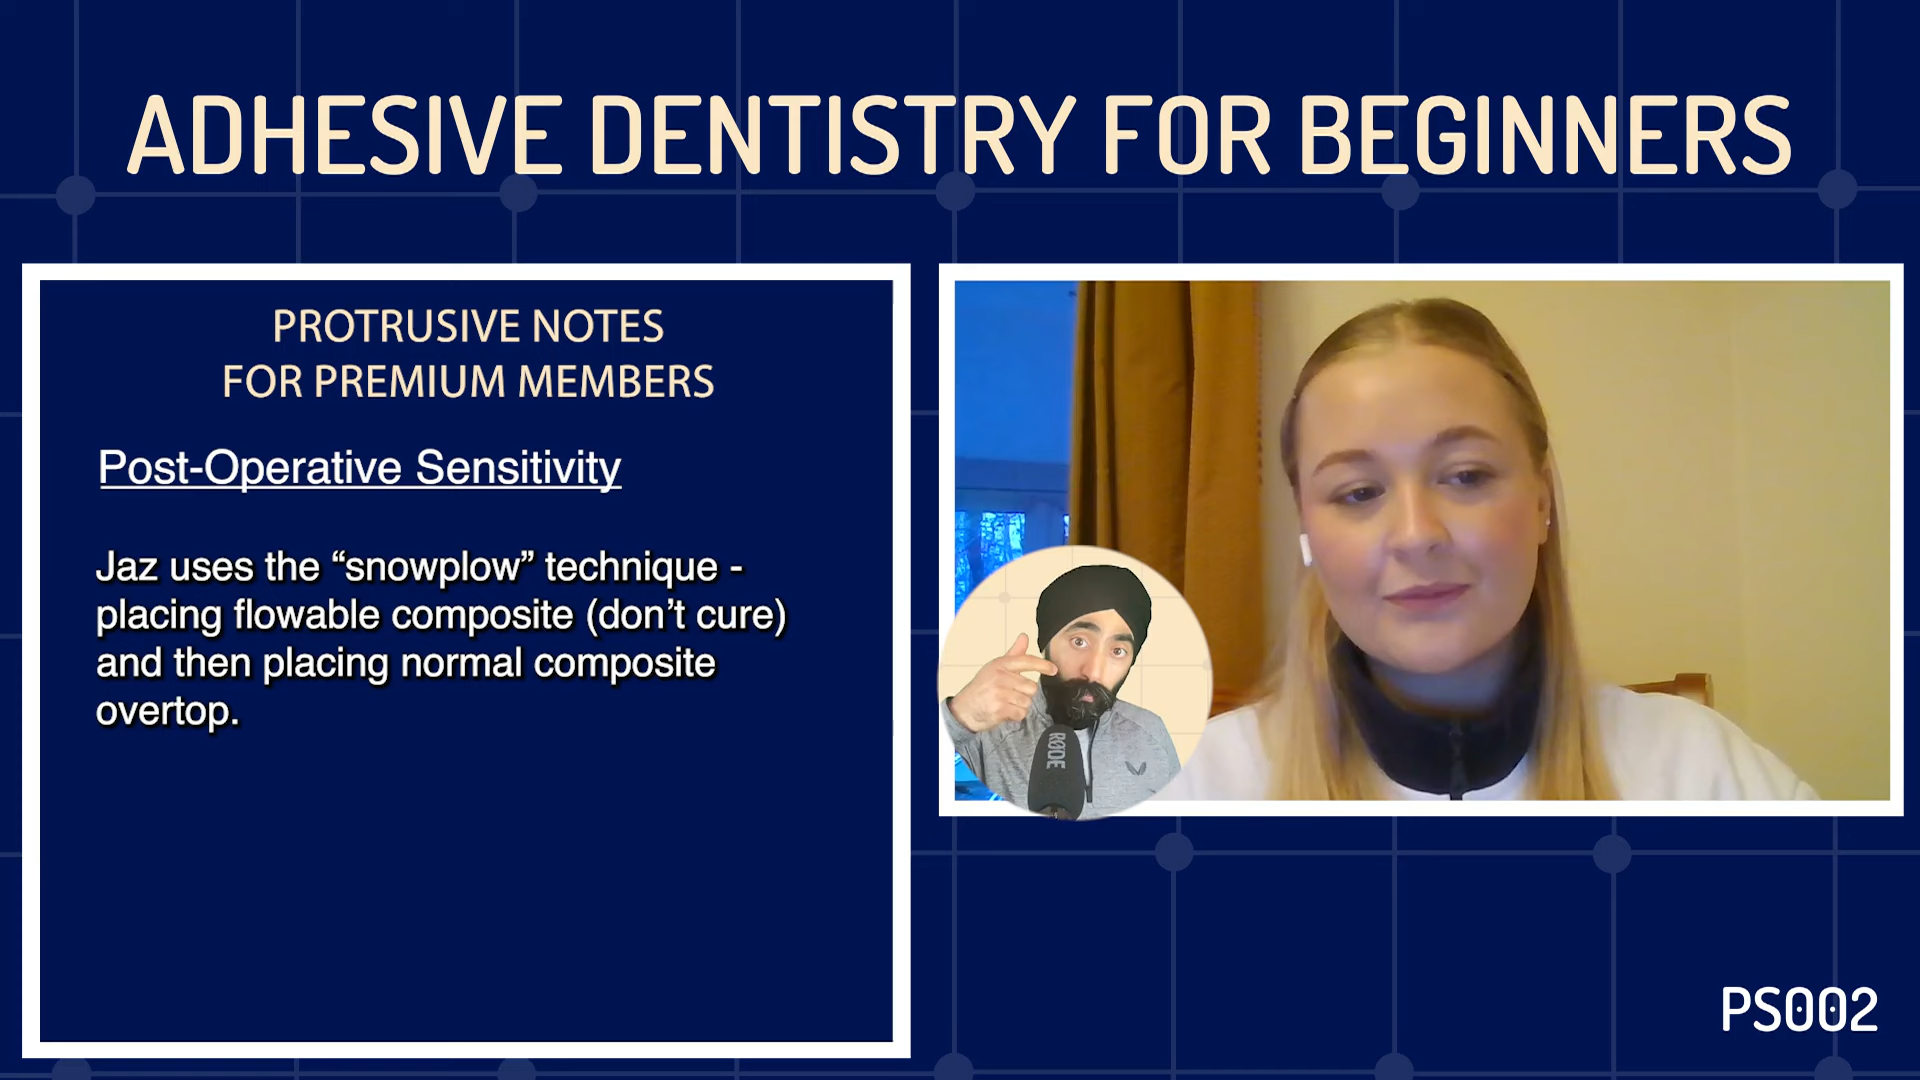 ADHESIVE DENTISTRY FOR BEGINNERS
PROTRUSIVE NOTES
FOR PREMIUM MEMBERS
Post-Operative Sensitivity
Jaz uses the “snowplow” technique -
placing flowable composite (don’t cure)
and then placing normal composite
overtop.
RØDE
PS002